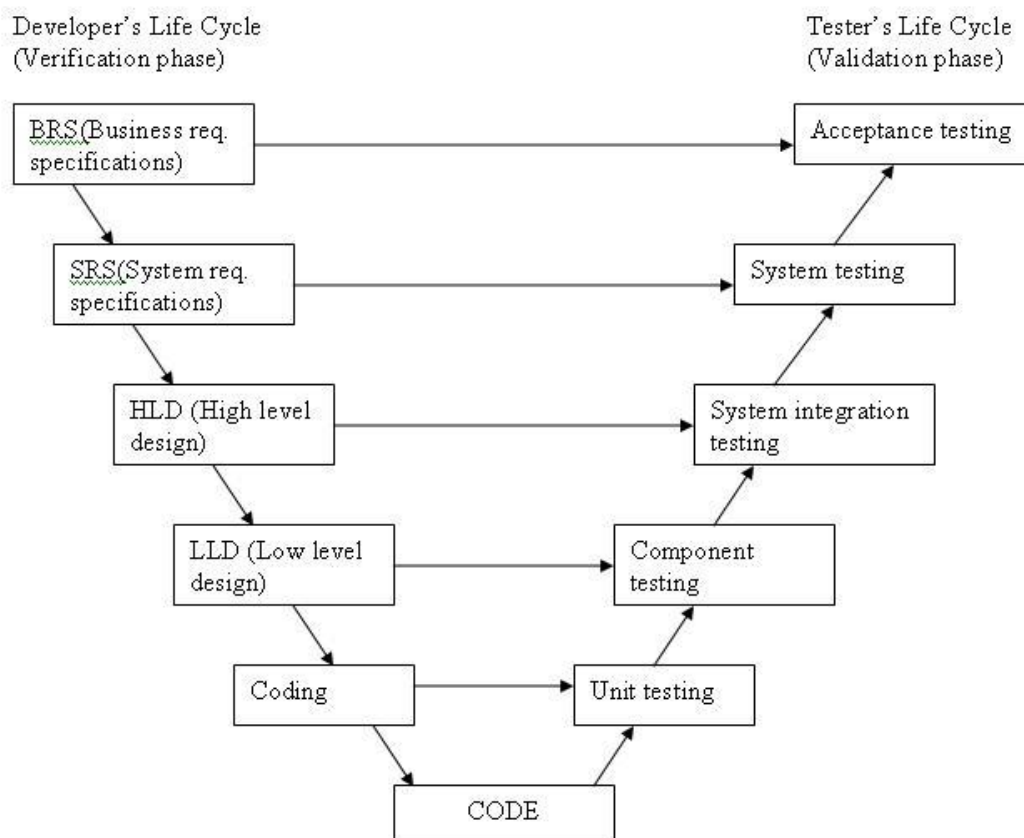 Developer's Life Cycle
(Verification phase)
Tester's Life Cycle
(Validation phase)
BRS(Business req.
specifications)
Acceptance testing
SRS(System req.
specifications)
System testing
HLD (High level
design)
System integration
testing
LLD (Low level
design)
Component
testing
Coding
Unit testing
CODE